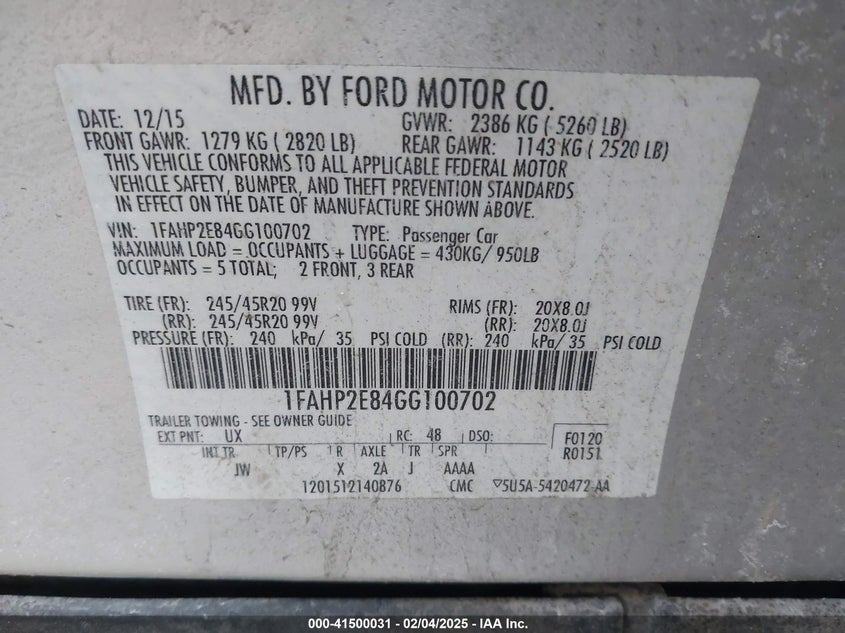 MFD. BY FORD MOTOR CO.
DATE: 12/15 GVWR: 2386 KG ( 5260 LB)
FRONT GAWR: 1279 KG ( 2820 LB) REAR GAWR: 1143 KG ( 2520 LB)
THIS VEHICLE CONFORMS TO ALL APPLICABLE FEDERAL MOTOR
VEHICLE SAFETY, BUMPER, AND THEFT PREVENTION STANDARDS
IN EFFECT ON THE DATE OF MANUFACTURE SHOWN ABOVE.
VIN: 1FAHP2E84GG100702 TYPE: Passenger Car
MAXIMUM LOAD = OCCUPANTS + LUGGAGE = 430KG/ 950LB
OCCUPANTS = 5 TOTAL; 2 FRONT, 3 REAR
TIRE (FR): 245/45R20 99V RIMS (FR): 20X8.0J
(RR): 245/45R20 99V (RR): 20X8.0J
PRESSURE (FR): 240 kPa/ 35 PSI COLD (RR): 240 kPa/ 35 PSI COLD
1FAHP2E84GG100702
TRAILER TOWING - SEE OWNER GUIDE
EXT PNT: UX RC: 48 DSO: F0120
INT TR TP/PS R AXLE TR SPR R0151
JW X 2A J AAAA
1201512140876 CMC ▽5U5A-5420472-AA
000-41500031 - 02/04/2025 - IAA Inc.